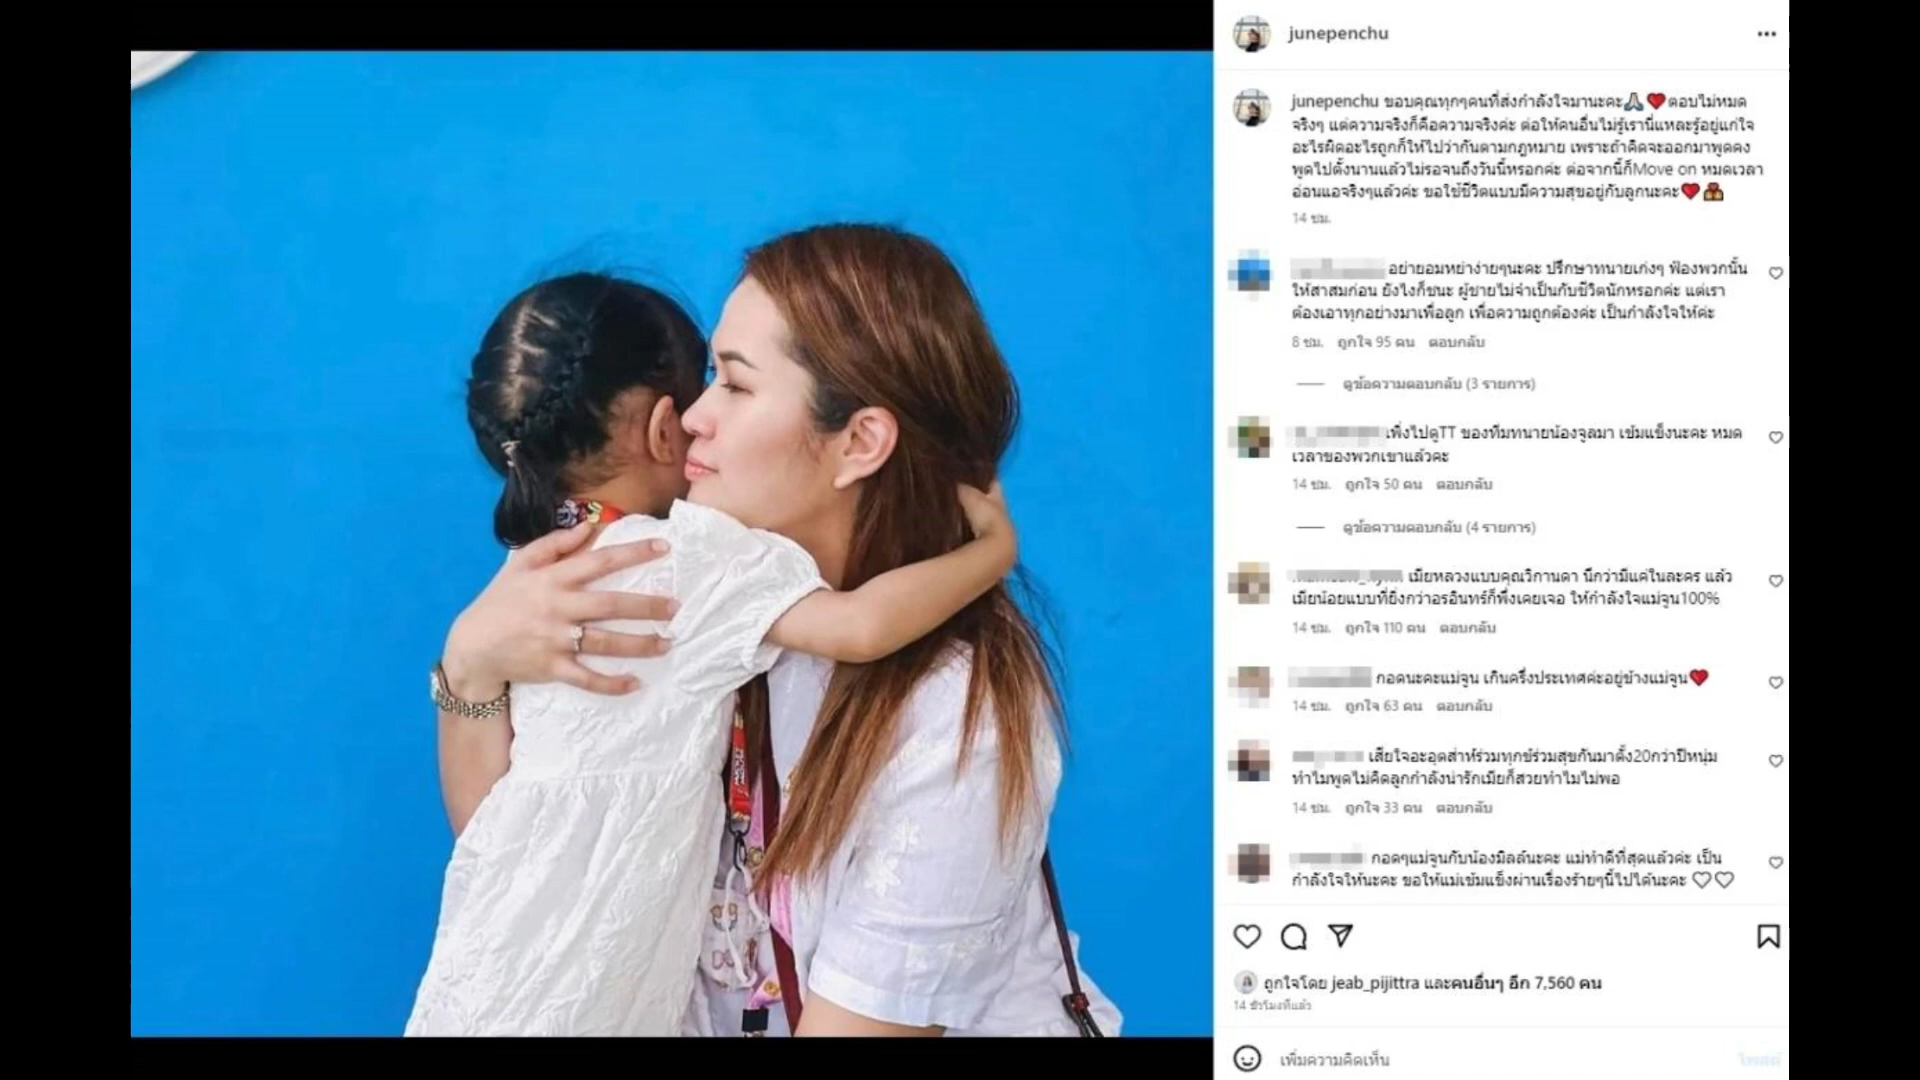 junepenchu
junepenchu ขอบคุณทุกๆคนที่ส่งกำลังใจมานะคะ🙏🏻❤️ตอบไม่หมด
จริงๆ แต่ความจริงก็คือความจริงค่ะ ต่อให้คนอื่นไม่รู้เรานี่แหละรู้อยู่แก่ใจ
อะไรผิดอะไรถูกก็ให้ไปว่ากันตามกฎหมาย เพราะถ้าคิดจะออกมาพูดคง
พูดไปตั้งนานแล้วไม่รอจนถึงวันนี้หรอกค่ะ ต่อจากนี้ก็Move on หมดเวลา
อ่อนแอจริงๆแล้วค่ะ ขอใช้ชีวิตแบบมีความสุขอยู่กับลูกนะคะ❤️
14 ชม.
อย่ายอมหย่าง่ายๆนะคะ ปรึกษาทนายเก่งๆ ฟ้องพวกนั้น
ให้สาสมก่อน ยังไงก็ชนะ ผู้ชายไม่จำเป็นกับชีวิตนักหรอกค่ะ แต่เรา
ต้องเอาทุกอย่างมาเพื่อลูก เพื่อความถูกต้องค่ะ เป็นกำลังใจให้ค่ะ
8 ชม. ถูกใจ 95 คน ตอบกลับ
ดูข้อความตอบกลับ (3 รายการ)
เพิ่งไปดูTT ของทีมทนายน้องจูลมา เข้มแข็งนะคะ หมด
เวลาของพวกเขาแล้วคะ
14 ชม. ถูกใจ 50 คน ตอบกลับ
ดูข้อความตอบกลับ (4 รายการ)
เมียหลวงแบบคุณวิกานดา นึกว่ามีแค่ในละคร แล้ว
เมียน้อยแบบที่ยิ่งกว่าอรอินทร์ก็พึ่งเคยเจอ ให้กำลังใจแม่จูน100%
14 ชม. ถูกใจ 110 คน ตอบกลับ
กอดนะคะแม่จูน เกินครึ่งประเทศค่ะอยู่ข้างแม่จูน❤️
14 ชม. ถูกใจ 63 คน ตอบกลับ
เสียใจอะอุตส่าห์ร่วมทุกข์ร่วมสุขกันมาตั้ง20กว่าปีหนุ่ม
ทำไมพูดไม่คิดลูกกำลังน่ารักเมียก็สวยทำไมไม่พอ
14 ชม. ถูกใจ 33 คน ตอบกลับ
กอดๆแม่จูนกับน้องมิลล์นะคะ แม่ทำดีที่สุดแล้วค่ะ เป็น
กำลังใจให้นะคะ ขอให้แม่เข้มแข็งผ่านเรื่องร้ายๆนี้ไปได้นะคะ ♡♡
ถูกใจโดย jeab_pijittra และคนอื่นๆ อีก 7,560 คน
14 ชั่วโมงที่แล้ว
เพิ่มความคิดเห็น
โพสต์